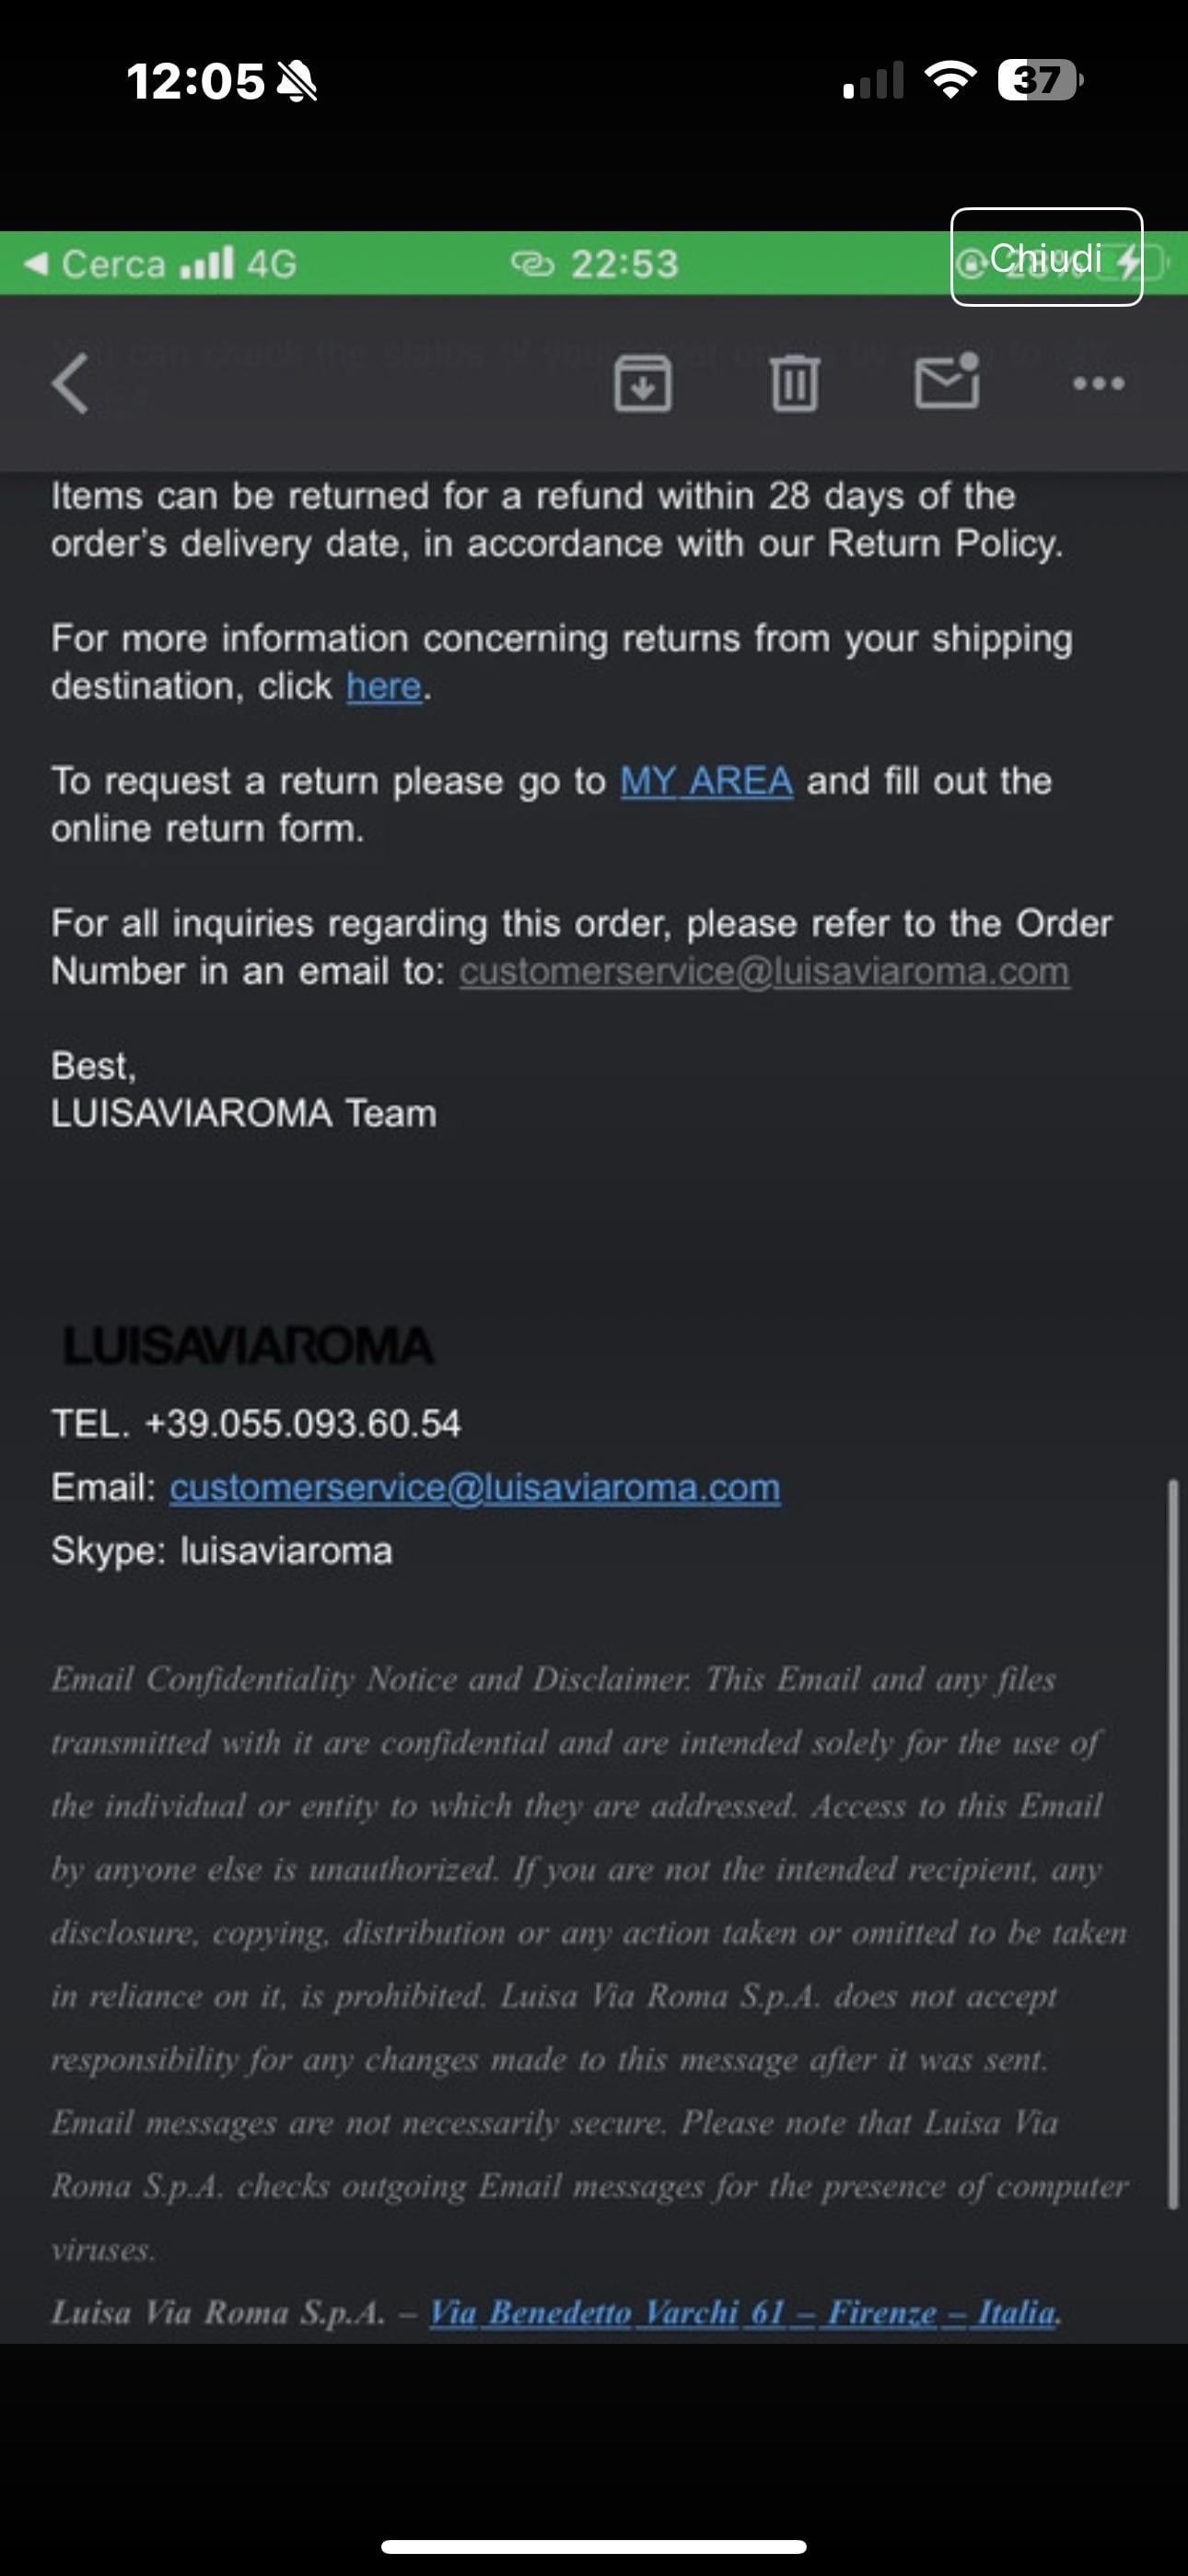 12:05
37
Cerca 4G
22:53
Chiudi
Items can be returned for a refund within 28 days of the
order’s delivery date, in accordance with our Return Policy.
For more information concerning returns from your shipping
destination, click here.
To request a return please go to MY AREA and fill out the
online return form.
For all inquiries regarding this order, please refer to the Order
Number in an email to: customerservice@luisaviaroma.com
Best,
LUISAVIAROMA Team
LUISAVIAROMA
TEL. +39.055.093.60.54
Email: customerservice@luisaviaroma.com
Skype: luisaviaroma
Email Confidentiality Notice and Disclaimer. This Email and any files
transmitted with it are confidential and are intended solely for the use of
the individual or entity to which they are addressed. Access to this Email
by anyone else is unauthorized. If you are not the intended recipient, any
disclosure, copying, distribution or any action taken or omitted to be taken
in reliance on it, is prohibited. Luisa Via Roma S.p.A. does not accept
responsibility for any changes made to this message after it was sent.
Email messages are not necessarily secure. Please note that Luisa Via
Roma S.p.A. checks outgoing Email messages for the presence of computer
viruses.
Luisa Via Roma S.p.A. – Via Benedetto Varchi 61 – Firenze – Italia.